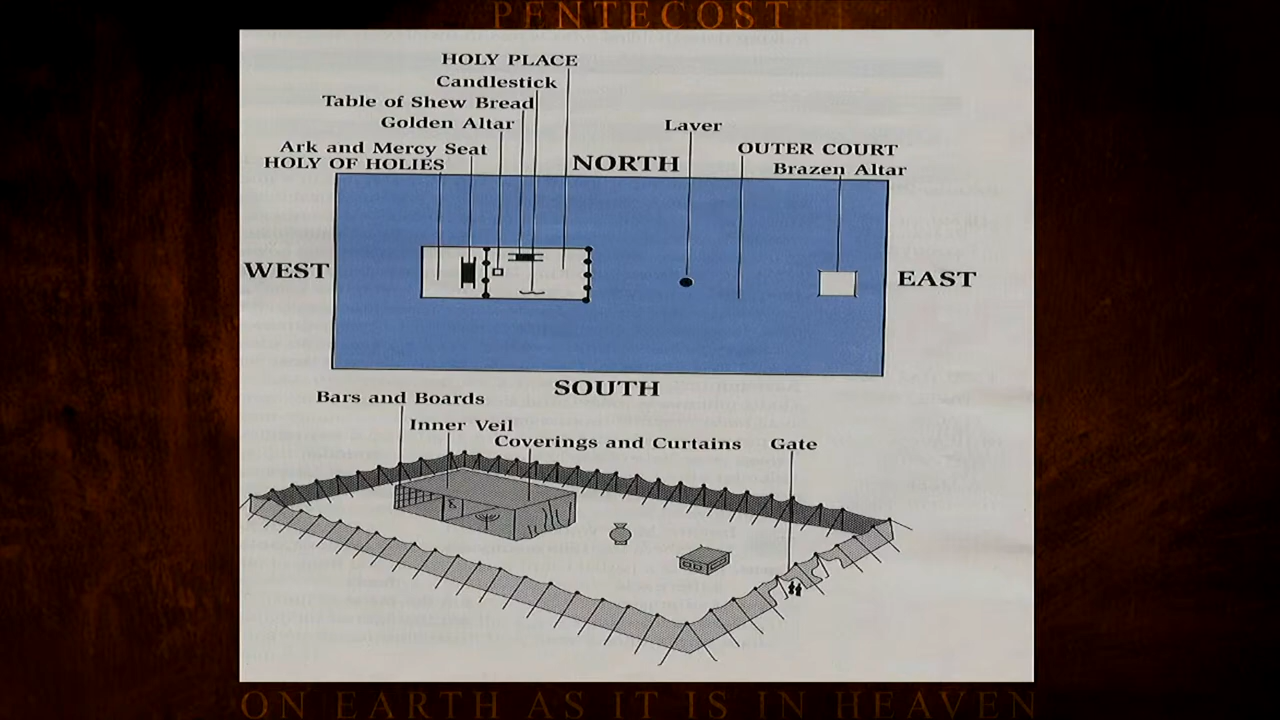 PENTECOST
HOLY PLACE
Candlestick
Table of Shew Bread
Golden Altar
Laver
Ark and Mercy Seat
OUTER COURT
HOLY OF HOLIES
NORTH
Brazen Altar
WEST
EAST
SOUTH
Bars and Boards
Inner Veil
Coverings and Curtains
Gate
ON EARTH AS IT IS IN HEAVEN